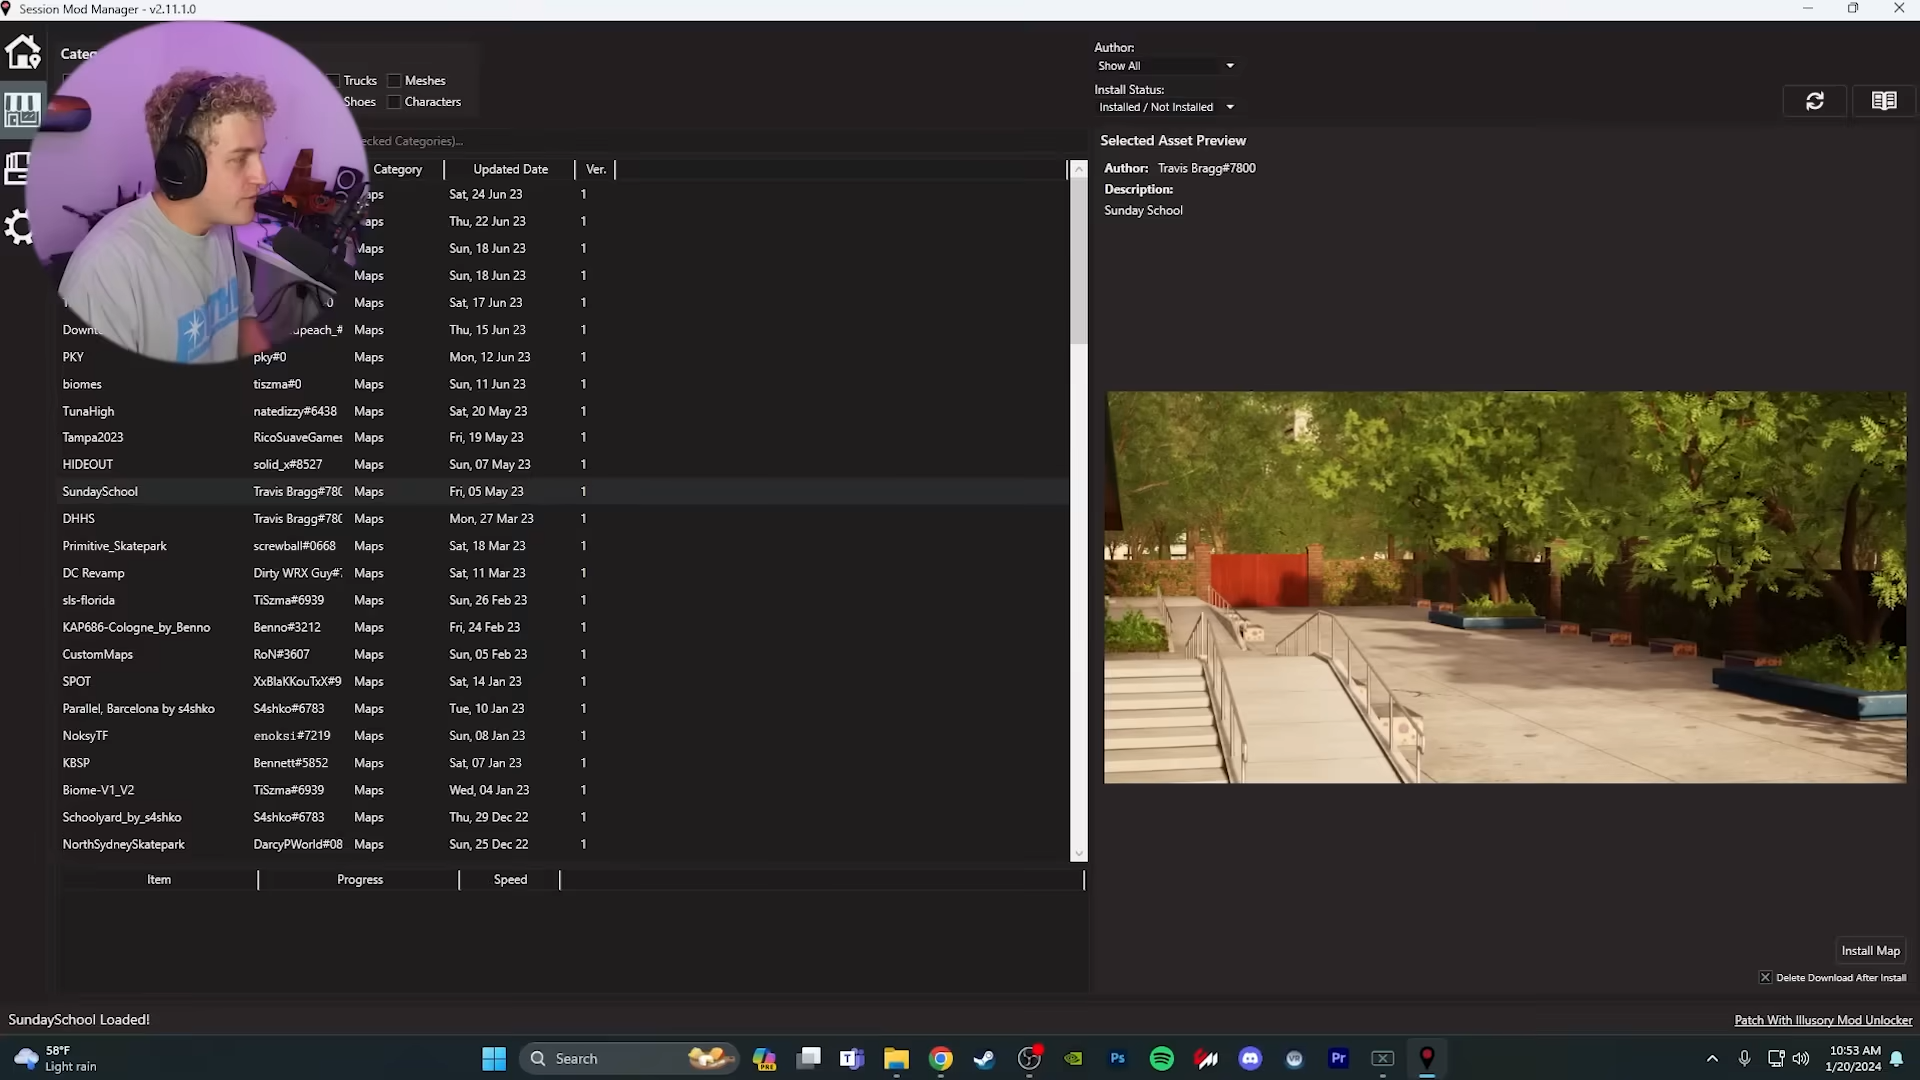 Session Mod Manager - v2.11.1.0
Trucks
Meshes
Shoes
Characters
Author:
Show All
Install Status:
Installed / Not Installed
Category
Updated Date
Ver.
Sat, 24 Jun 23
1
Thu, 22 Jun 23
1
Maps
Sun, 18 Jun 23
1
Maps
Sun, 18 Jun 23
1
Maps
Sat, 17 Jun 23
1
Maps
Thu, 15 Jun 23
1
PKY
pky#0
Maps
Mon, 12 Jun 23
1
biomes
tiszma#0
Maps
Sun, 11 Jun 23
1
TunaHigh
natedizzy#6438
Maps
Sat, 20 May 23
1
Tampa2023
RicoSuaveGames
Maps
Fri, 19 May 23
1
HIDEOUT
solid_x#8527
Maps
Sun, 07 May 23
1
SundaySchool
Travis Bragg#780
Maps
Fri, 05 May 23
1
DHHS
Travis Bragg#780
Maps
Mon, 27 Mar 23
1
Primitive_Skatepark
screwball#0668
Maps
Sat, 18 Mar 23
1
DC Revamp
Dirty WRX Guy#
Maps
Sat, 11 Mar 23
1
sls-florida
TiSzma#6939
Maps
Sun, 26 Feb 23
1
KAP686-Cologne_by_Benno
Benno#3212
Maps
Fri, 24 Feb 23
1
CustomMaps
RoN#3607
Maps
Sun, 05 Feb 23
1
SPOT
XxBlaKKouTxX#9
Maps
Sat, 14 Jan 23
1
Parallel, Barcelona by s4shko
S4shko#6783
Maps
Tue, 10 Jan 23
1
NoksyTF
enoksi#7219
Maps
Sun, 08 Jan 23
1
KBSP
Bennett#5852
Maps
Sat, 07 Jan 23
1
Biome-V1_V2
TiSzma#6939
Maps
Wed, 04 Jan 23
1
Schoolyard_by_s4shko
S4shko#6783
Maps
Thu, 29 Dec 22
1
NorthSydneySkatepark
DarcyPWorld#08
Maps
Sun, 25 Dec 22
1
Item
Progress
Speed
Selected Asset Preview
Author: Travis Bragg#7800
Description:
Sunday School
Install Map
Delete Download After Install
SundaySchool Loaded!
Patch With Illusory Mod Unlocker
58°F
Light rain
Search
PRE
Ps
Pr
10:53 AM
1/20/2024